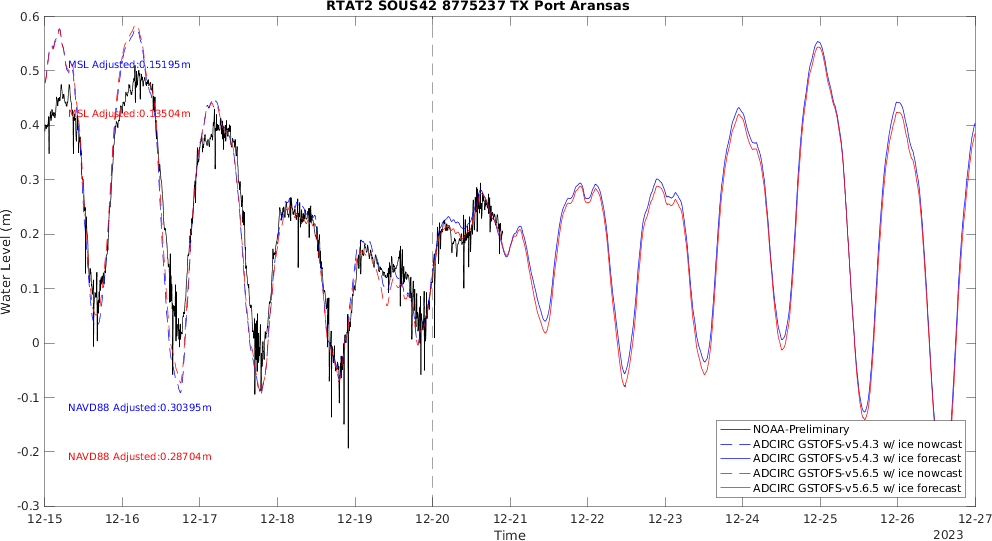 RTAT2 SOUS42 8775237 TX Port Aransas
Water Level (m)
0.6
0.5
0.4
0.3
0.2
0.1
0
-0.1
-0.2
-0.3
MSL Adjusted:0.15195m
MSL Adjusted:0.13504m
NAVD88 Adjusted:0.30395m
NAVD88 Adjusted:0.28704m
NOAA-Preliminary
ADCIRC GSTOFS-v5.4.3 w/ ice nowcast
ADCIRC GSTOFS-v5.4.3 w/ ice forecast
ADCIRC GSTOFS-v5.6.5 w/ ice nowcast
ADCIRC GSTOFS-v5.6.5 w/ ice forecast
12-15 12-16 12-17 12-18 12-19 12-20 12-21 12-22 12-23 12-24 12-25 12-26 12-27
Time
2023